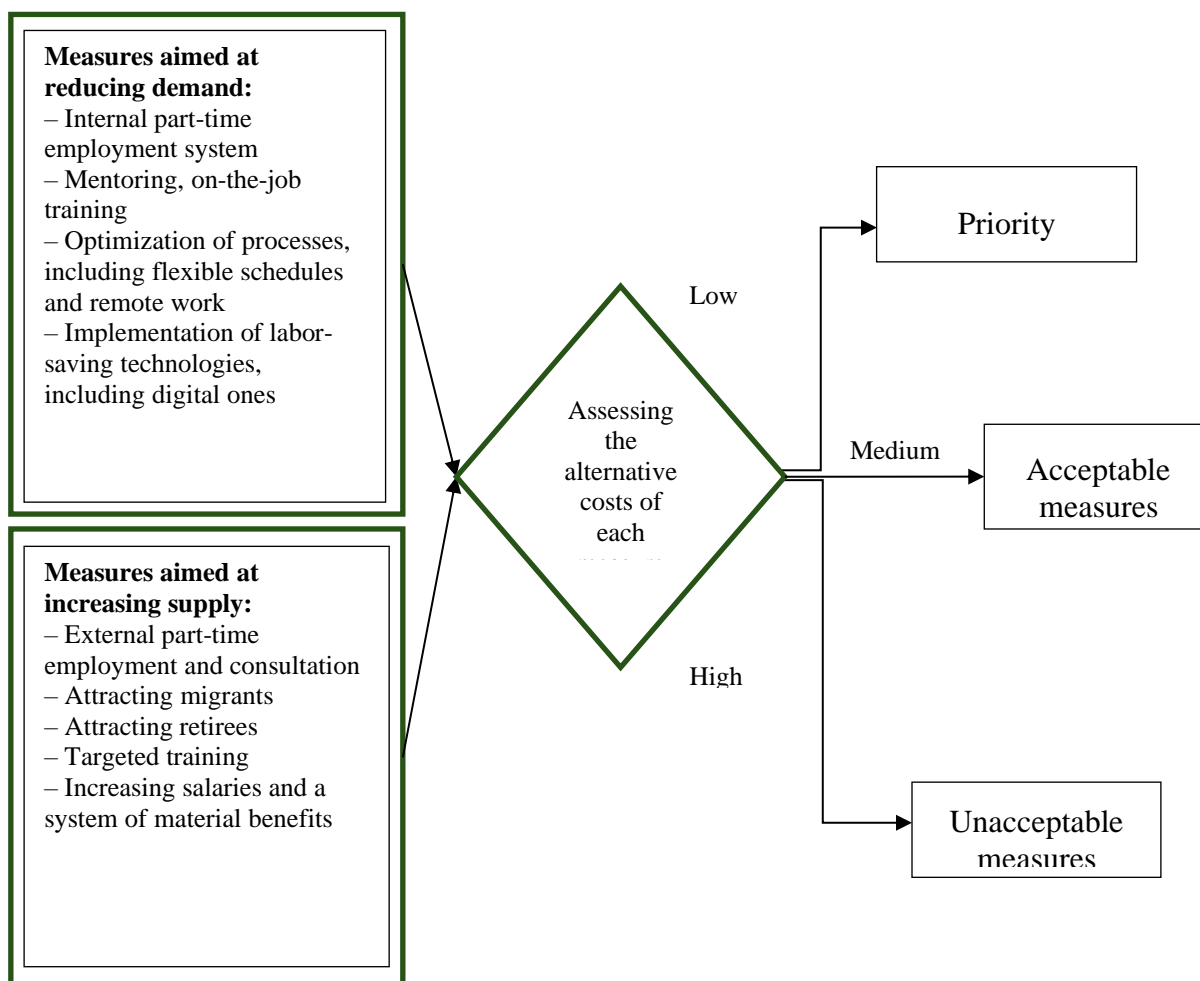 Measures aimed at
reducing demand:
– Internal part-time
employment system
– Mentoring, on-the-job
training
– Optimization of processes,
including flexible schedules
and remote work
– Implementation of labor-
saving technologies,
including digital ones
Measures aimed at
increasing supply:
– External part-time
employment and consultation
– Attracting migrants
– Attracting retirees
– Targeted training
– Increasing salaries and a
system of material benefits
Assessing
the
alternative
costs of
each
Low
Medium
High
Priority
Acceptable
measures
Unacceptable
measures